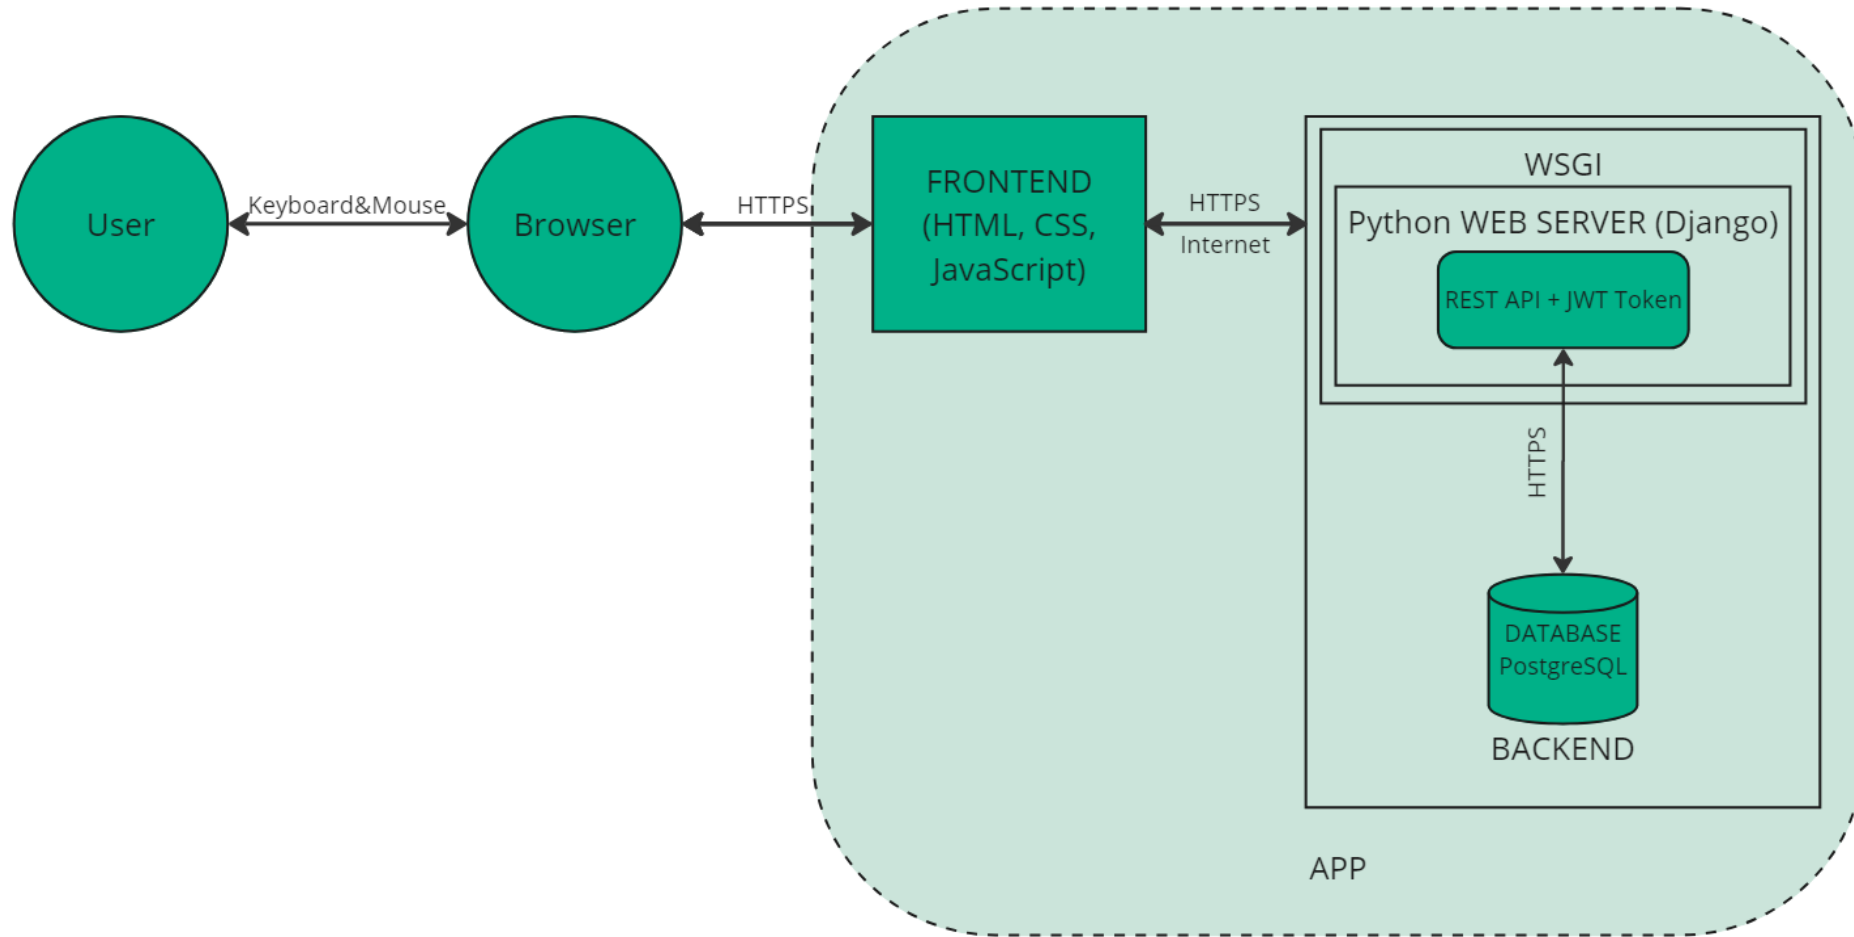 User
Keyboard&Mouse
Browser
HTTPS
FRONTEND
(HTML, CSS,
JavaScript)
HTTPS
Internet
WSGI
Python WEB SERVER (Django)
REST API + JWT Token
HTTPS
DATABASE
PostgreSQL
BACKEND
APP